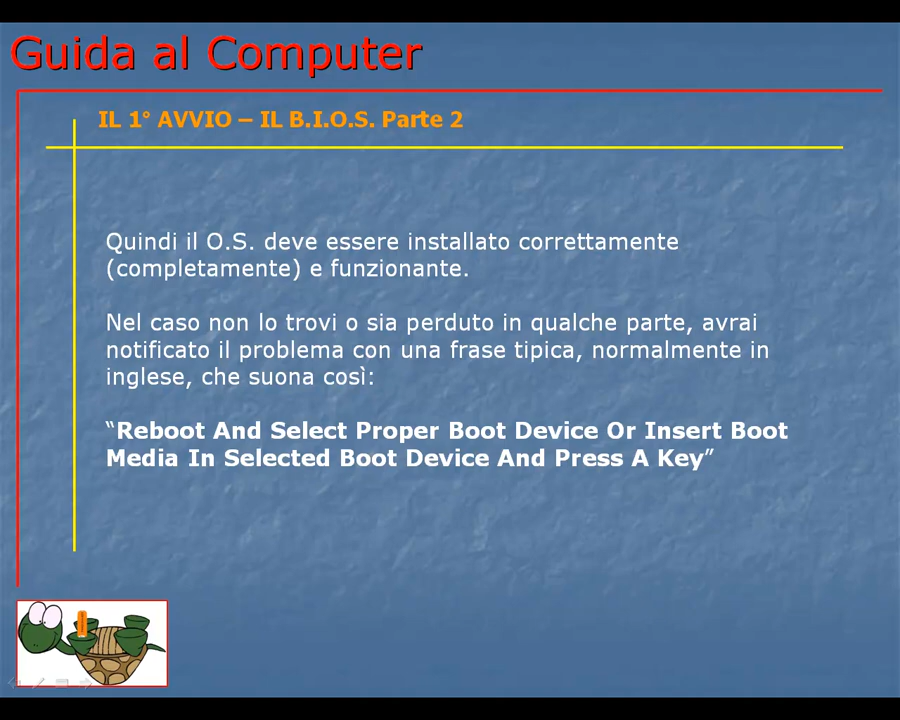 Guida al Computer
IL 1° AVVIO – IL B.I.O.S. Parte 2
Quindi il O.S. deve essere installato correttamente
(completamente) e funzionante.
Nel caso non lo trovi o sia perduto in qualche parte, avrai
notificato il problema con una frase tipica, normalmente in
inglese, che suona così:
“Reboot And Select Proper Boot Device Or Insert Boot
Media In Selected Boot Device And Press A Key”